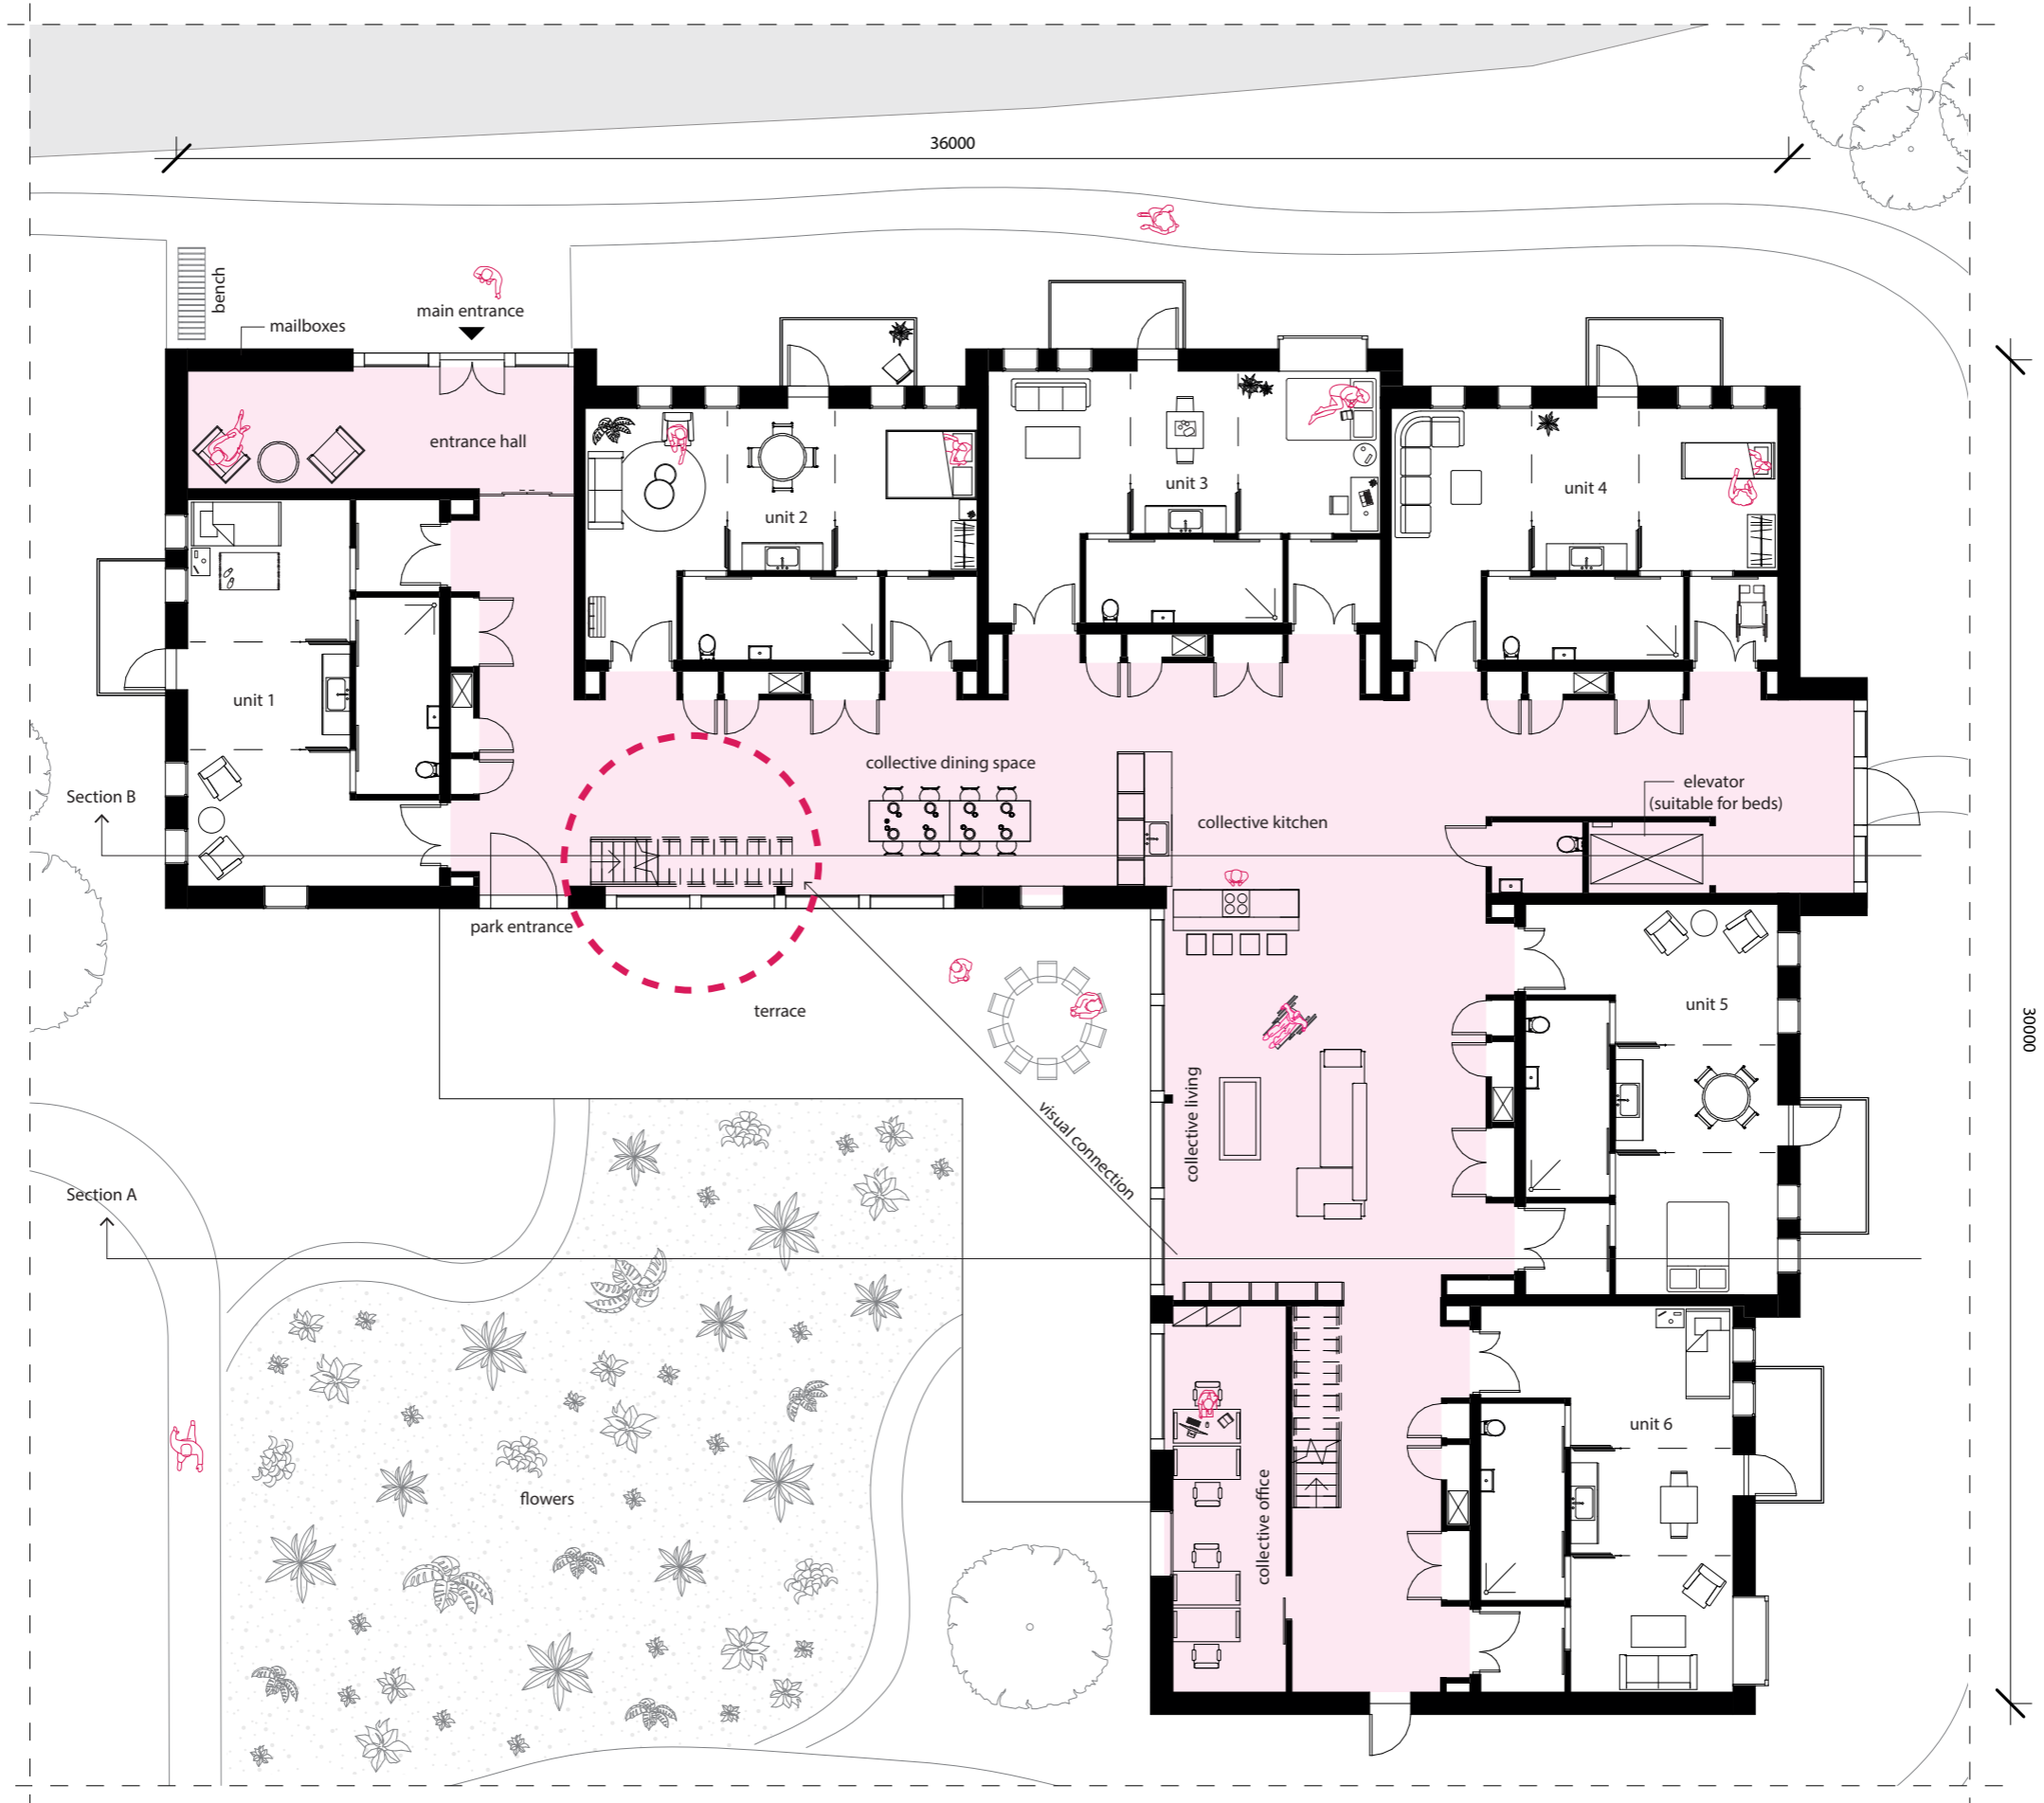 36000
bench
main entrance
mailboxes
entrance hall
unit 3
unit 4
unit 2
unit 1
collective dining space
elevator
(suitable for beds)
Section B
collective kitchen
park entrance
unit 5
terrace
30000
collective living
visual connection
Section A
unit 6
flowers
collective office